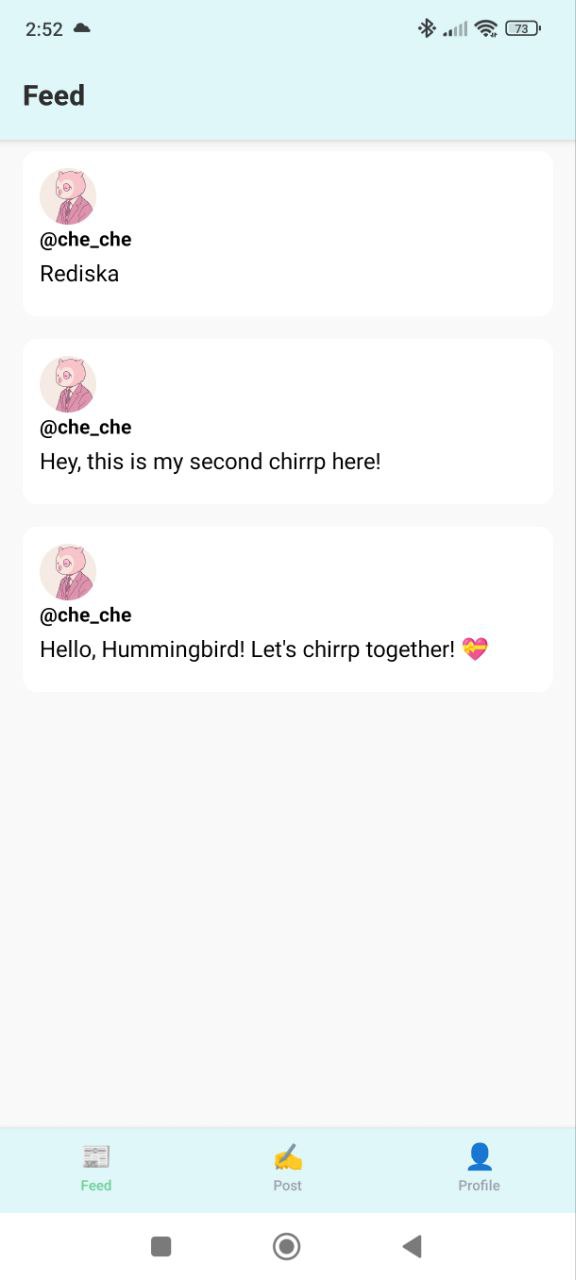 2:52
73
Feed
@che_che
Rediska
@che_che
Hey, this is my second chirrp here!
@che_che
Hello, Hummingbird! Let's chirrp together! 💝
Feed
Post
Profile